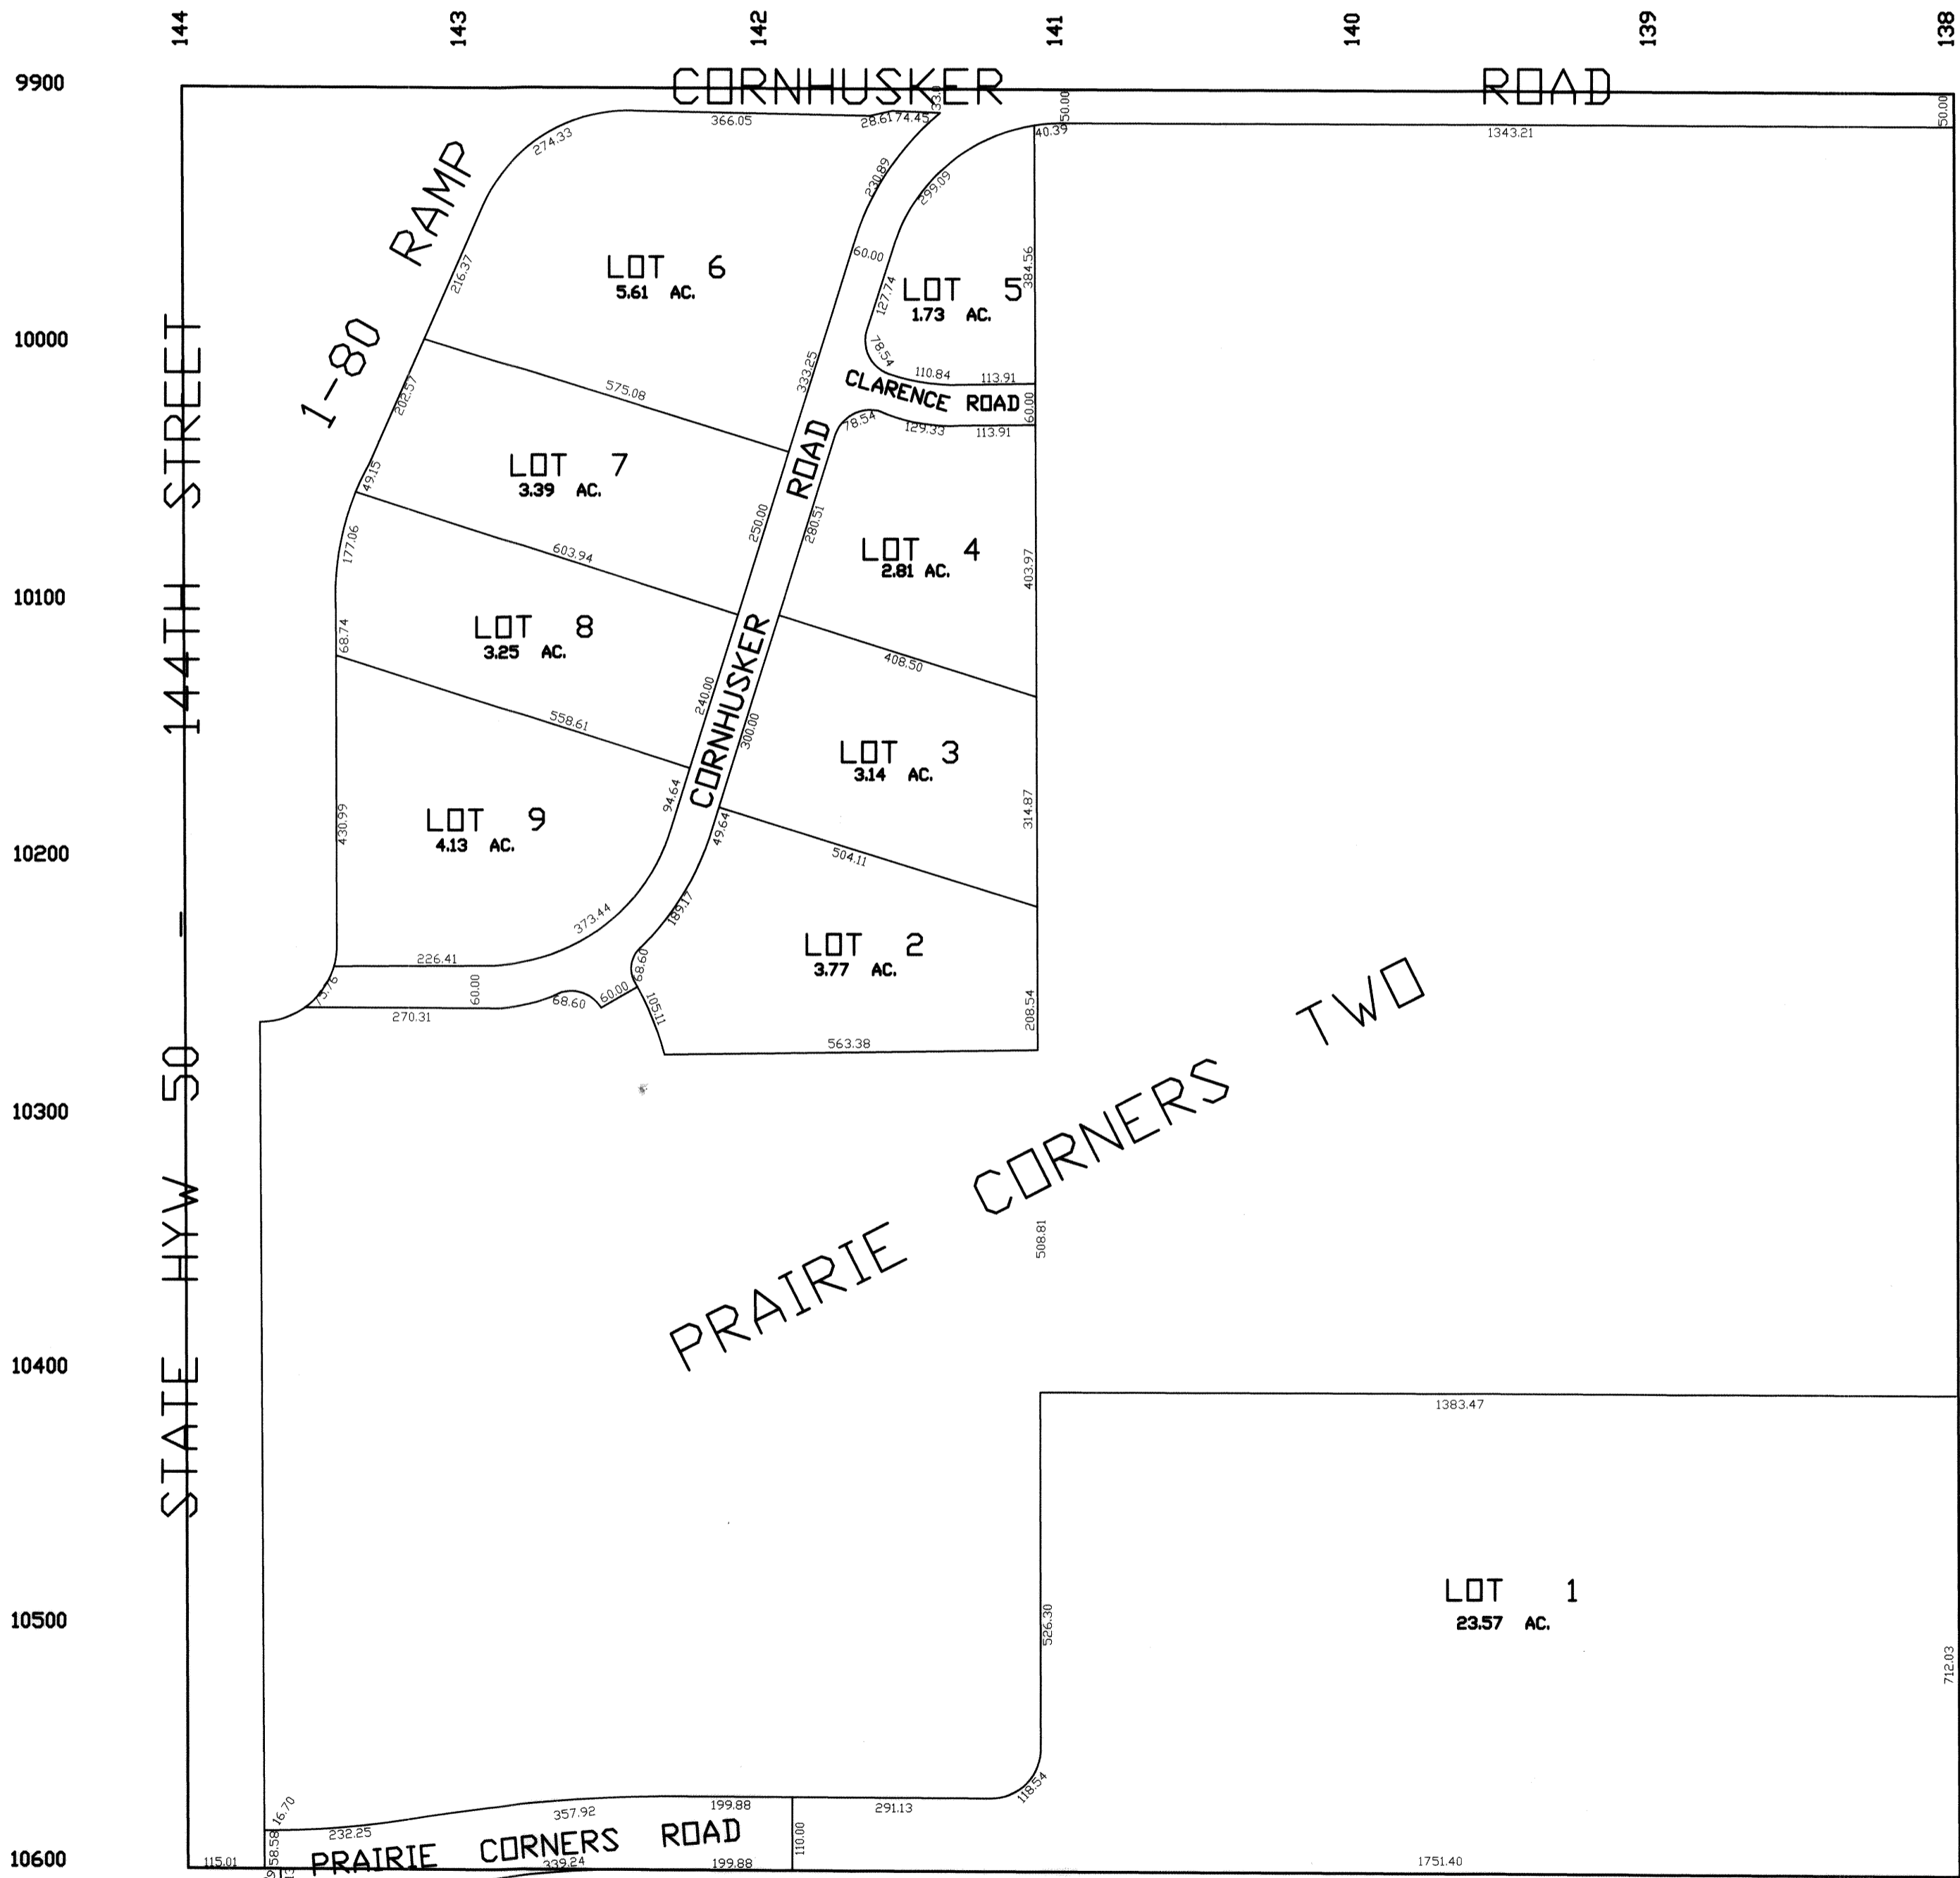 144 143 142 141 140 139 138
9900
10000
10100
10200
10300
10400
10500
10600
CORNHUSKER ROAD
50.00
50.00
366.05
28.61
74.45
40.39
1343.21
274.33
230.89
299.09
1-80 RAMP
216.37
60.00
384.56
LOT 6
5.61 AC.
127.74
LOT 5
1.73 AC.
78.54
110.84
113.91
CLARENCE ROAD
60.00
78.54
129.33
113.91
333.25
575.08
202.57
49.15
LOT 7
3.39 AC.
250.00
280.51
CORNHUSKER ROAD
LOT 4
2.81 AC.
403.97
177.06
603.94
68.74
LOT 8
3.25 AC.
240.00
408.50
300.00
558.61
LOT 3
3.14 AC.
314.87
94.64
49.64
LOT 9
4.13 AC.
430.99
504.11
373.44
189.17
LOT 2
3.77 AC.
208.54
226.41
75.76
60.00
270.31
68.60
60.00
68.60
105.11
563.38
STATE HYW 50 - 144TH STREET
PRAIRIE CORNERS TWO
508.81
1383.47
526.30
LOT 1
23.57 AC.
712.03
118.54
16.70
232.25
357.92
199.88
291.13
58.58
PRAIRIE CORNERS ROAD
110.00
115.01
339.24
199.88
1751.40